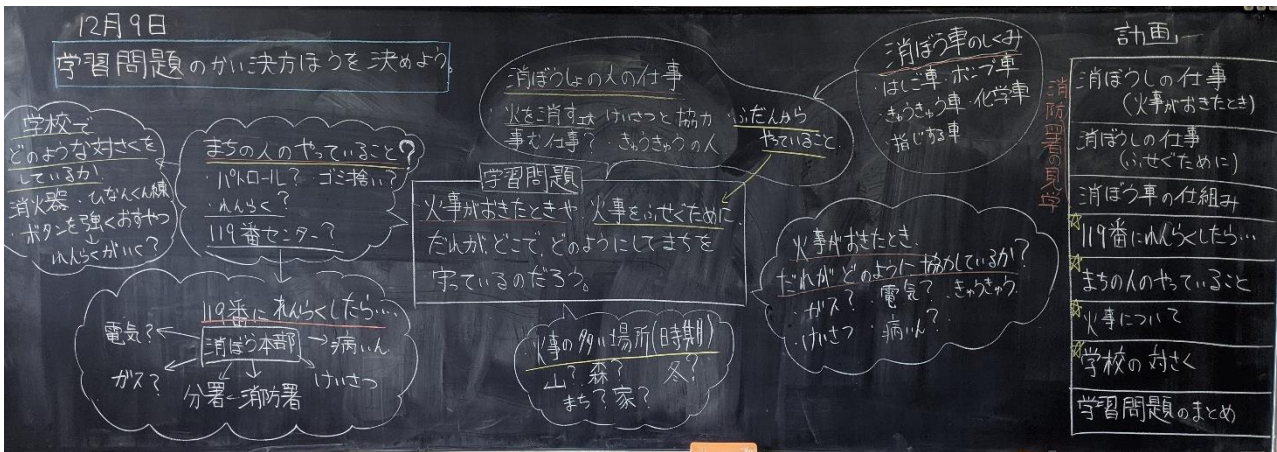 12月9日
学習問題のかい決方ほうを決めよう。
学校で
どのような対さくを
しているか
消火器・ひなんくん練
・ボタンを強くおすやつ
れんらくがいく?
まちの人のやっていること?
・パトロール? ゴミ捨い?
・れんらく?
119番センター?
119番にれんらくしたら…
電気?
消ぼう本部
病いん
ガス?
分署
消防署
けいさつ
消ぼうしょの人の仕事
・火を消す
けいさつと協力
事む仕事? きゅうきゅうの人
ふだんから
やっていること
学習問題
火事がおきたときや、火事をふせぐために、
だれが、どこで、どのようにしてまちを
守っているのだろう。
火事の多い場所(時期)
山? 森? 冬?
まち? 家?
消ぼう車のしくみ
・はしご車・ポンプ車
・きゅうきゅう車・化学車
・指じする車
火事がおきたとき、
だれがどのように協力しているか?
・ガス? ・電気? ・きゅうきゅう
・けいさつ ・病いん?
消防署の見学
計画
消ぼうしの仕事
(火事がおきたとき)
消ぼうしの仕事
(ふせぐために)
消ぼう車の仕組み
119番にれんらくしたら…
まちの人のやっていること
火事について
学校の対さく
学習問題のまとめ